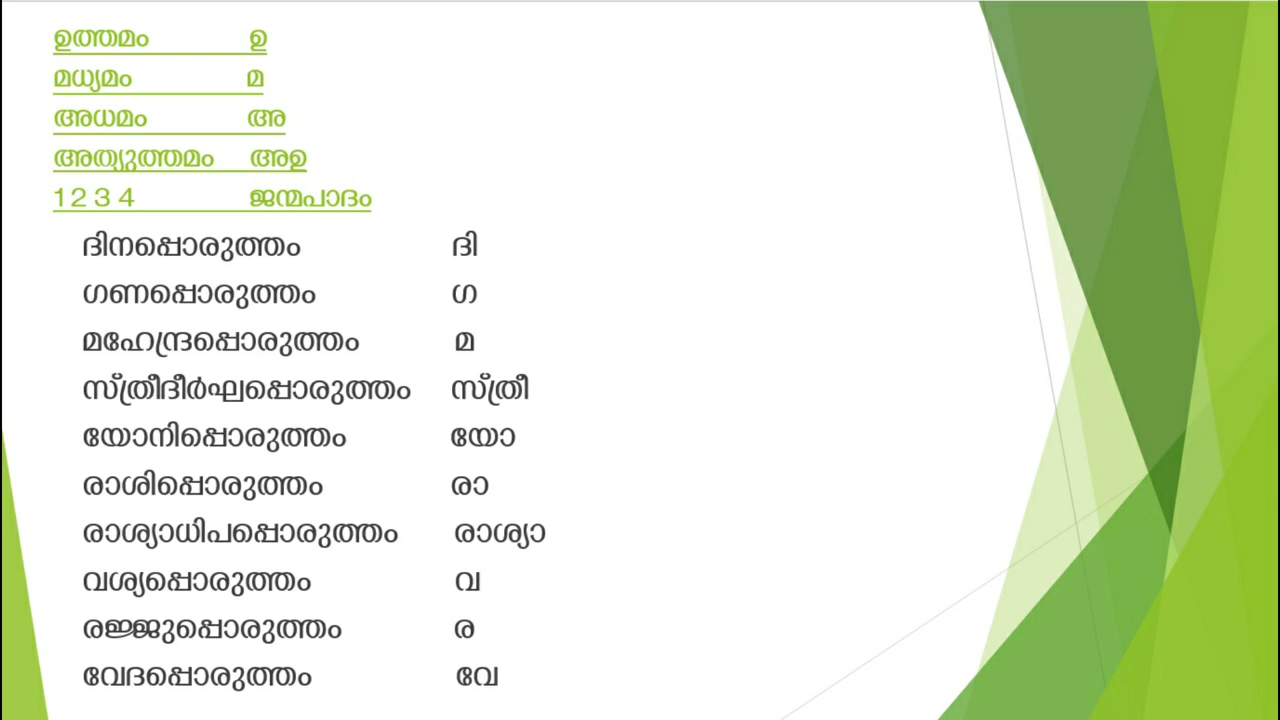 ഉത്തമം ഉ
മധ്യമം മ
അധമം അ
അത്യുത്തമം അഉ
1 2 3 4 ജന്മപാദം
ദിനപ്പൊരുത്തം ദി
ഗണപ്പൊരുത്തം ഗ
മഹേന്ദ്രപ്പൊരുത്തം മ
സ്ത്രീദീർഘപ്പൊരുത്തം സ്ത്രീ
യോനിപ്പൊരുത്തം യോ
രാശിപ്പൊരുത്തം രാ
രാശ്യാധിപപ്പൊരുത്തം രാശ്യാ
വശ്യപ്പൊരുത്തം വ
രജ്ജുപ്പൊരുത്തം ര
വേദപ്പൊരുത്തം വേ